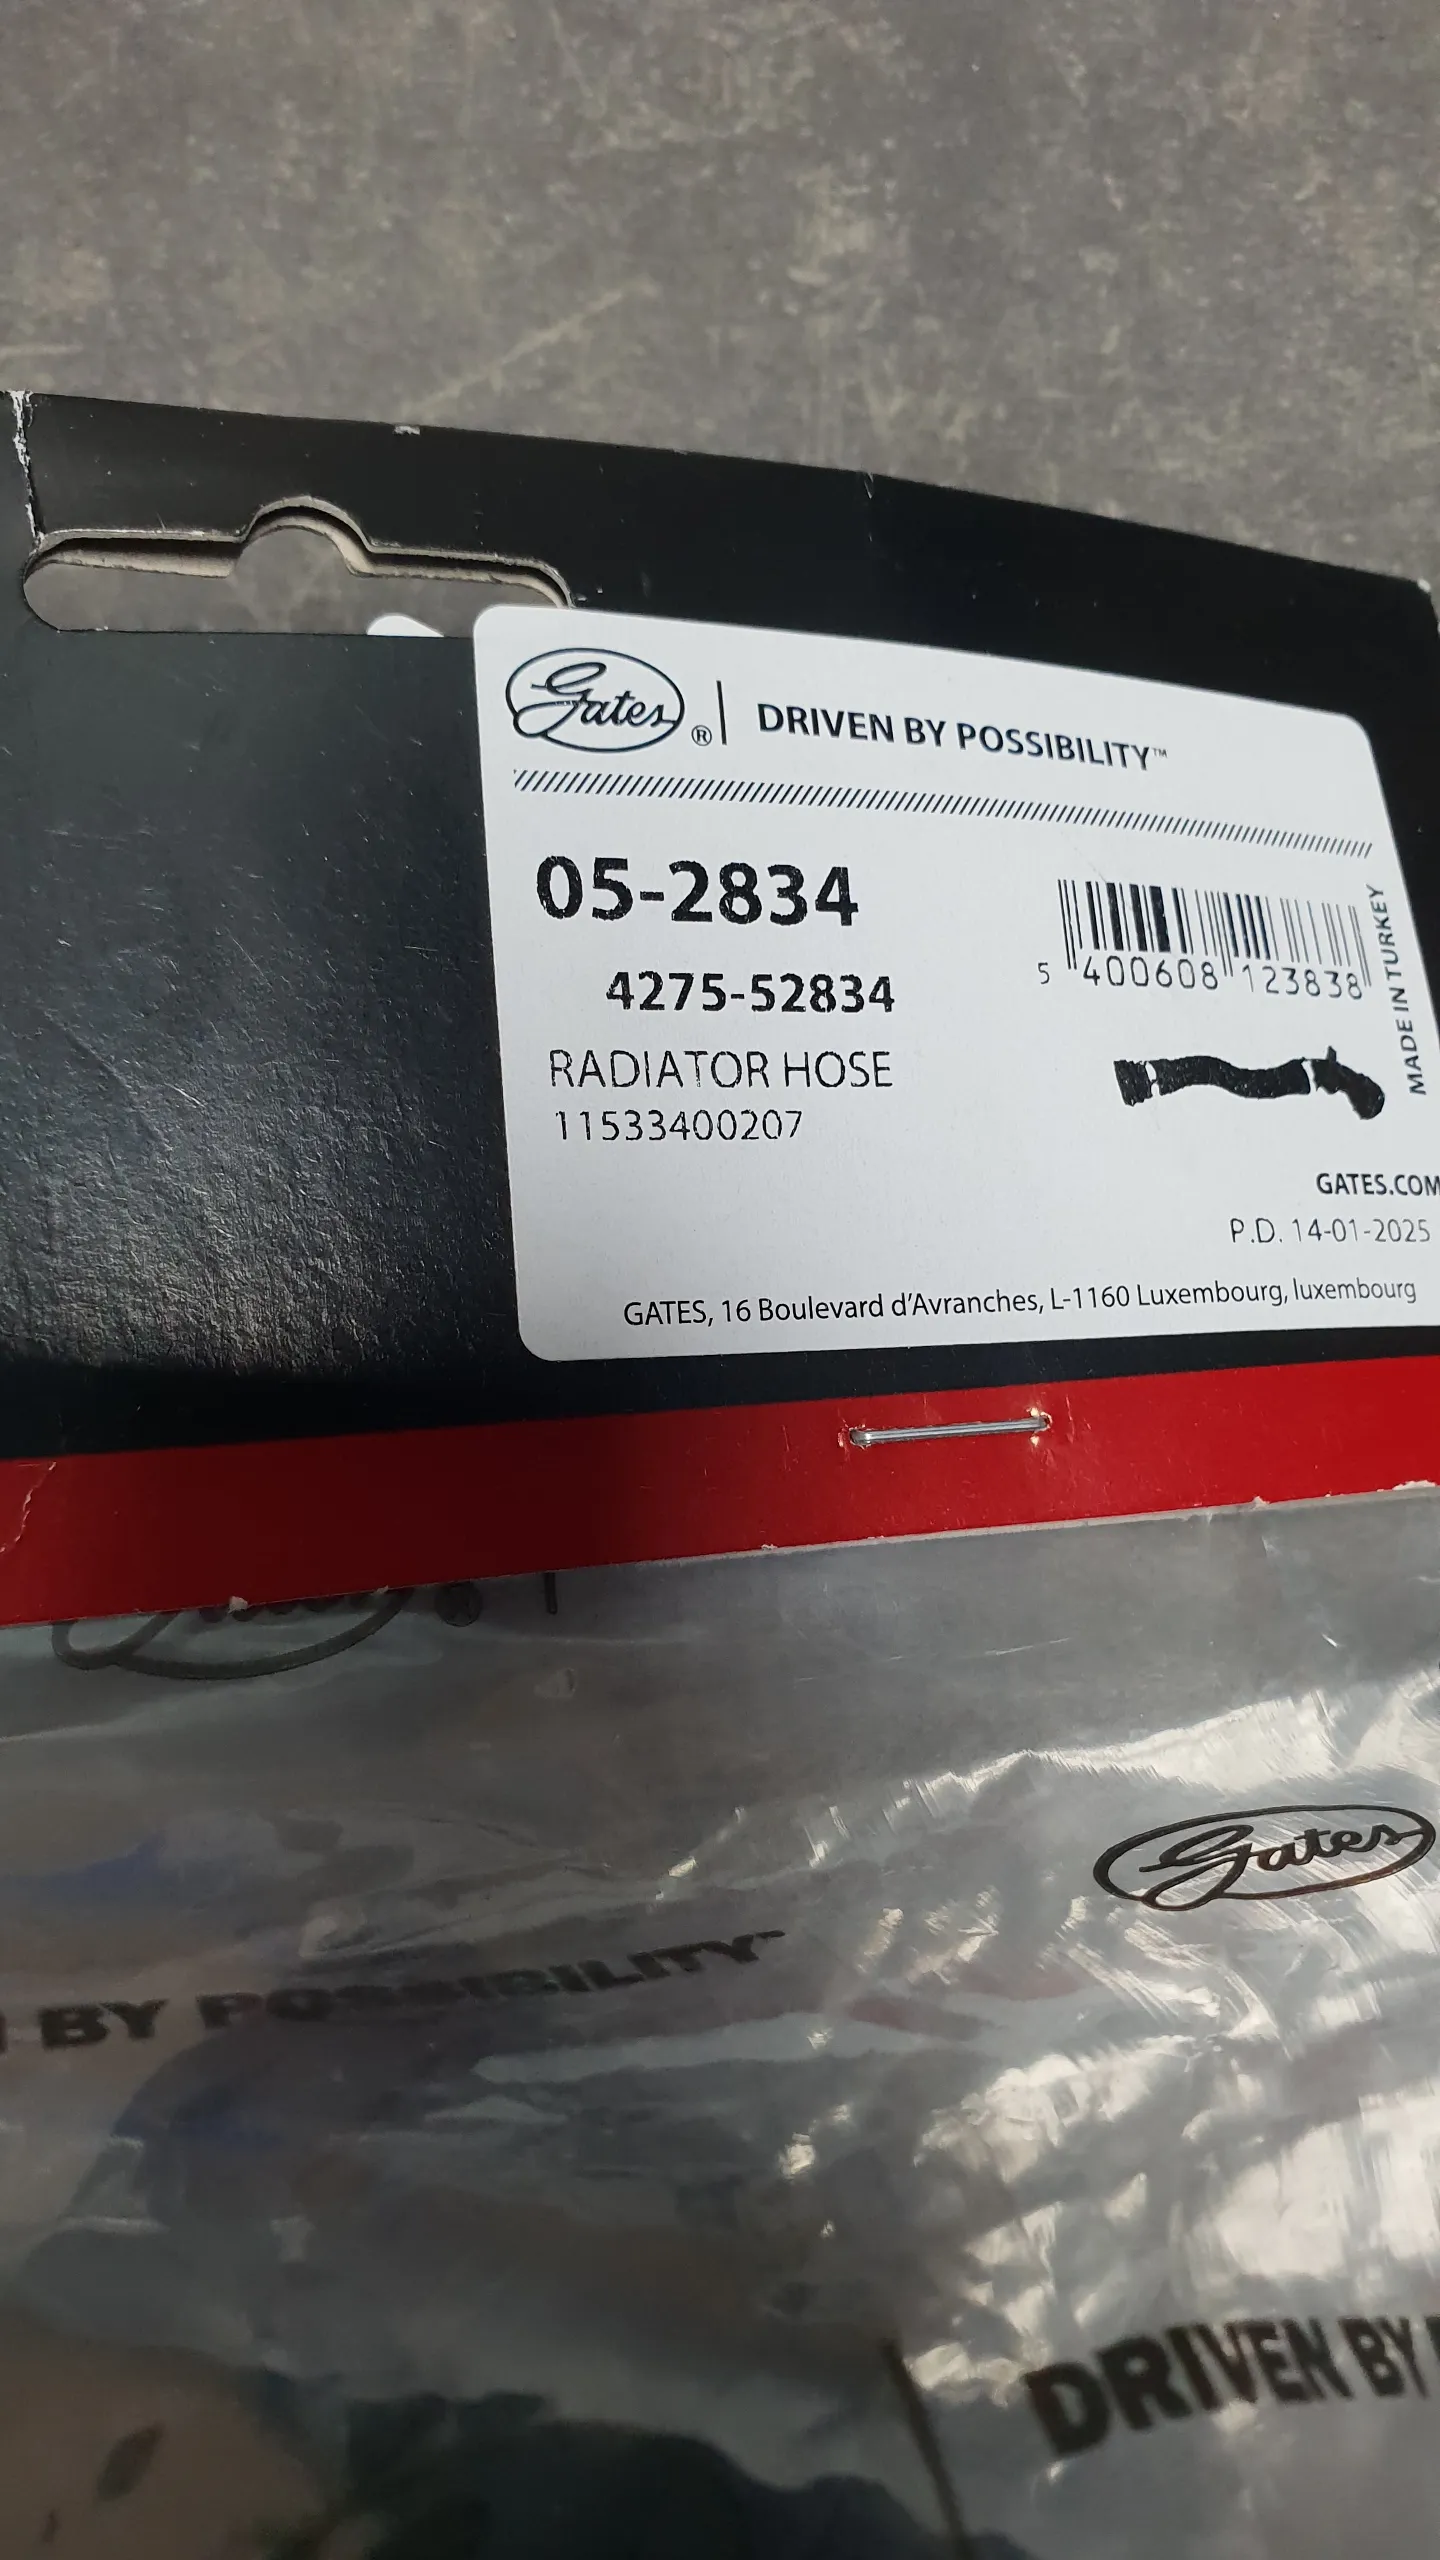 Gates ® | DRIVEN BY POSSIBILITY™
05-2834
4275-52834
RADIATOR HOSE
11533400207
5 400608 123838
MADE IN TURKEY
GATES.COM
P.D. 14-01-2025
GATES, 16 Boulevard d'Avranches, L-1160 Luxembourg, luxembourg
Gates
BY POSSIBILITY™
DRIVEN BY